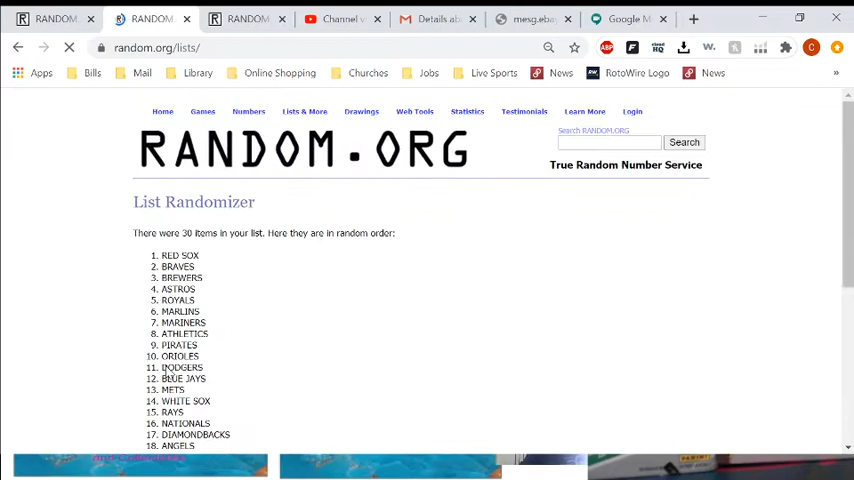 RANDOM. RANDOM RANDOM Channel v Details ab mesg.ebay Google M
random.org/lists/
Apps Bills Mail Library Online Shopping Churches Jobs Live Sports News RotoWire Logo News
Home Games Numbers Lists & More Drawings Web Tools Statistics Testimonials Learn More Login
Search RANDOM.ORG
RANDOM.ORG
Search
True Random Number Service
List Randomizer
There were 30 items in your list. Here they are in random order:
1. RED SOX
2. BRAVES
3. BREWERS
4. ASTROS
5. ROYALS
6. MARLINS
7. MARINERS
8. ATHLETICS
9. PIRATES
10. ORIOLES
11. DODGERS
12. BLUE JAYS
13. METS
14. WHITE SOX
15. RAYS
16. NATIONALS
17. DIAMONDBACKS
18. ANGELS
PANINI